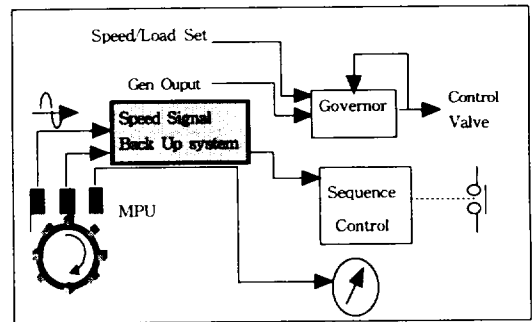 Speed/Load Set
Gen Ouput
Governor
Control
Valve
Speed Signal
Back Up system
MPU
Sequence
Control